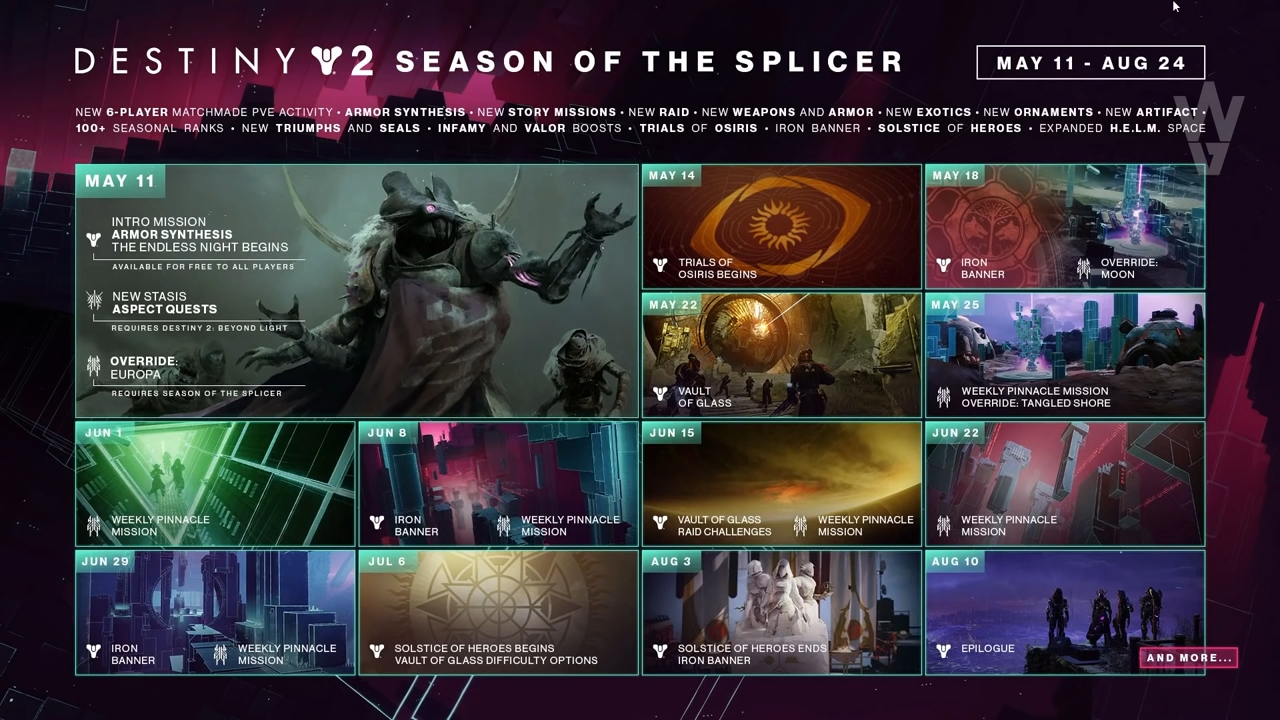 DESTINY 2 SEASON OF THE SPLICER
MAY 11 - AUG 24
NEW 6-PLAYER MATCHMADE PVE ACTIVITY • ARMOR SYNTHESIS • NEW STORY MISSIONS • NEW RAID • NEW WEAPONS AND ARMOR • NEW EXOTICS • NEW ORNAMENTS • NEW ARTIFACT •
100+ SEASONAL RANKS • NEW TRIUMPHS AND SEALS • INFAMY AND VALOR BOOSTS • TRIALS OF OSIRIS • IRON BANNER • SOLSTICE OF HEROES • EXPANDED H.E.L.M. SPACE
MAY 11
INTRO MISSION
ARMOR SYNTHESIS
THE ENDLESS NIGHT BEGINS
AVAILABLE FOR FREE TO ALL PLAYERS
NEW STASIS
ASPECT QUESTS
REQUIRES DESTINY 2: BEYOND LIGHT
OVERRIDE:
EUROPA
REQUIRES SEASON OF THE SPLICER
MAY 14
TRIALS OF
OSIRIS BEGINS
MAY 18
IRON
BANNER
OVERRIDE:
MOON
MAY 22
VAULT
OF GLASS
MAY 25
WEEKLY PINNACLE MISSION
OVERRIDE: TANGLED SHORE
JUN 1
WEEKLY PINNACLE
MISSION
JUN 8
IRON
BANNER
WEEKLY PINNACLE
MISSION
JUN 15
VAULT OF GLASS
RAID CHALLENGES
WEEKLY PINNACLE
MISSION
JUN 22
WEEKLY PINNACLE
MISSION
JUN 29
IRON
BANNER
WEEKLY PINNACLE
MISSION
JUL 6
SOLSTICE OF HEROES BEGINS
VAULT OF GLASS DIFFICULTY OPTIONS
AUG 3
SOLSTICE OF HEROES ENDS
IRON BANNER
AUG 10
EPILOGUE
AND MORE...